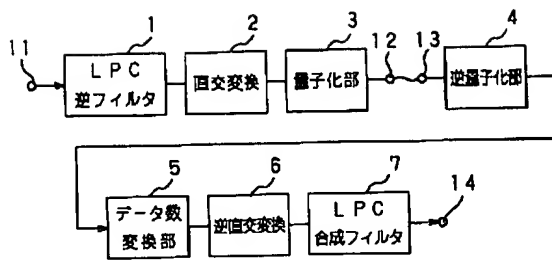 1
2
3
4
11
12
13
LPC
逆フィルタ
直交変換
量子化部
逆量子化部
5
6
7
14
データ数
変換部
逆直交変換
LPC
合成フィルタ